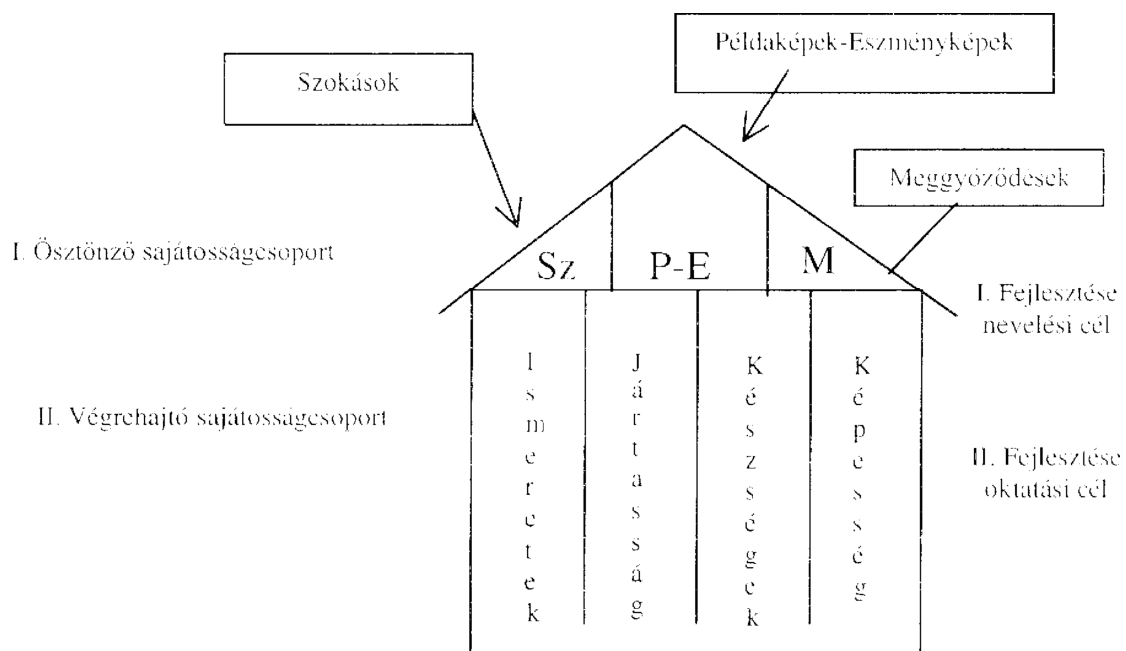 Példaképek-Eszményképek
Szokások
Meggyőződések
I. Ösztönző sajátosságcsoport
Sz
P-E
M
I. Fejlesztése
nevelési cél
II. Végrehajtó sajátosságcsoport
Ismeretek
Jártasság
Készségek
Képesség
II. Fejlesztése
oktatási cél